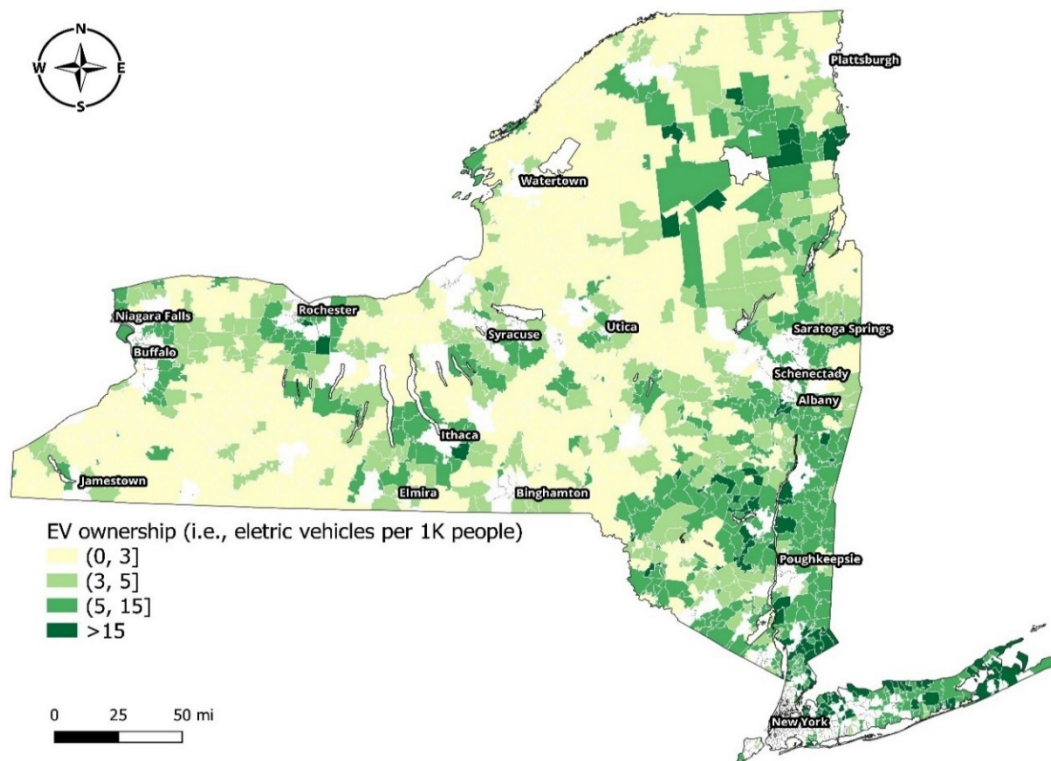 N
W E
S
Plattsburgh
Watertown
Rochester
Niagara Falls
Utica
Saratoga Springs
Syracuse
Buffalo
Schenectady
Albany
Ithaca
Jamestown
Elmira
Binghamton
EV ownership (i.e., eletric vehicles per 1K people)
(0, 3]
(3, 5]
(5, 15]
>15
Poughkeepsie
0 25 50 mi
New York